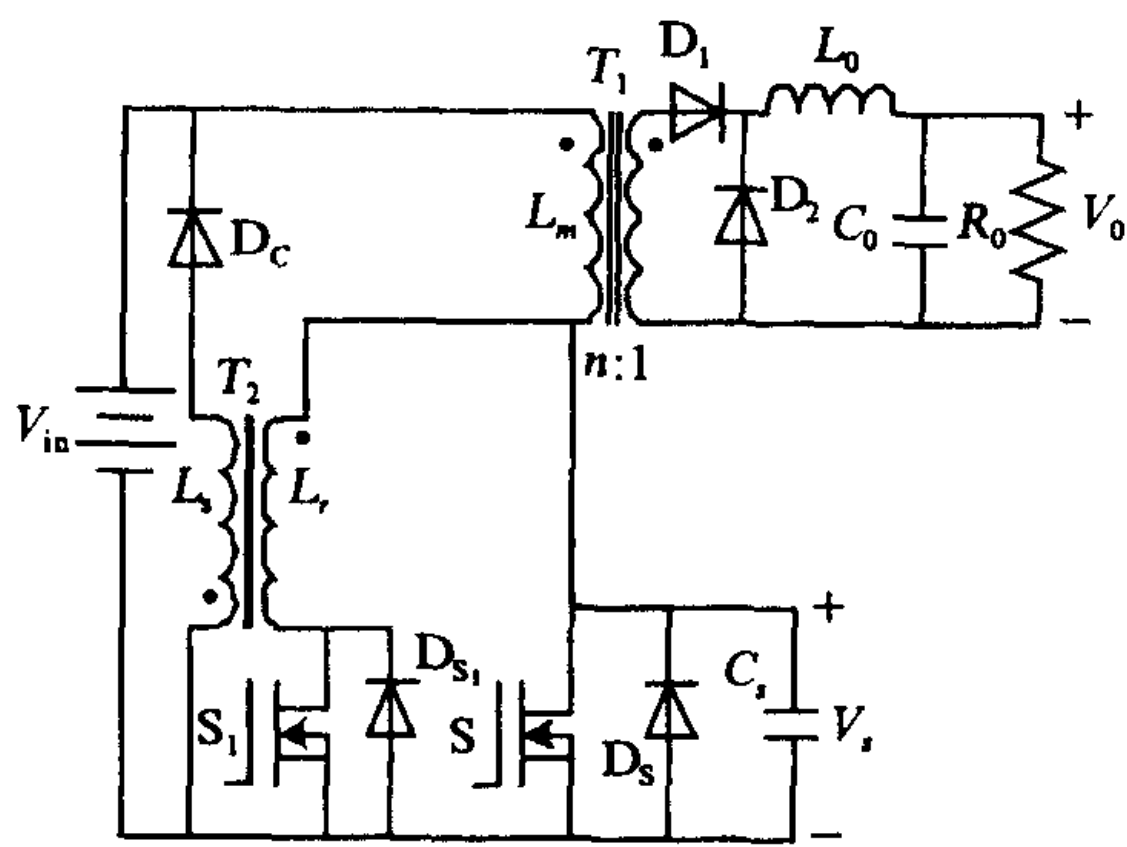 D₁
L₀
T₁
+
L_m
D₂
C₀
R₀
V₀
D_C
−
n:1
T₂
V_in
L_s
L_r
+
D_S₁
C_s
S₁
S
V_s
D_S
−